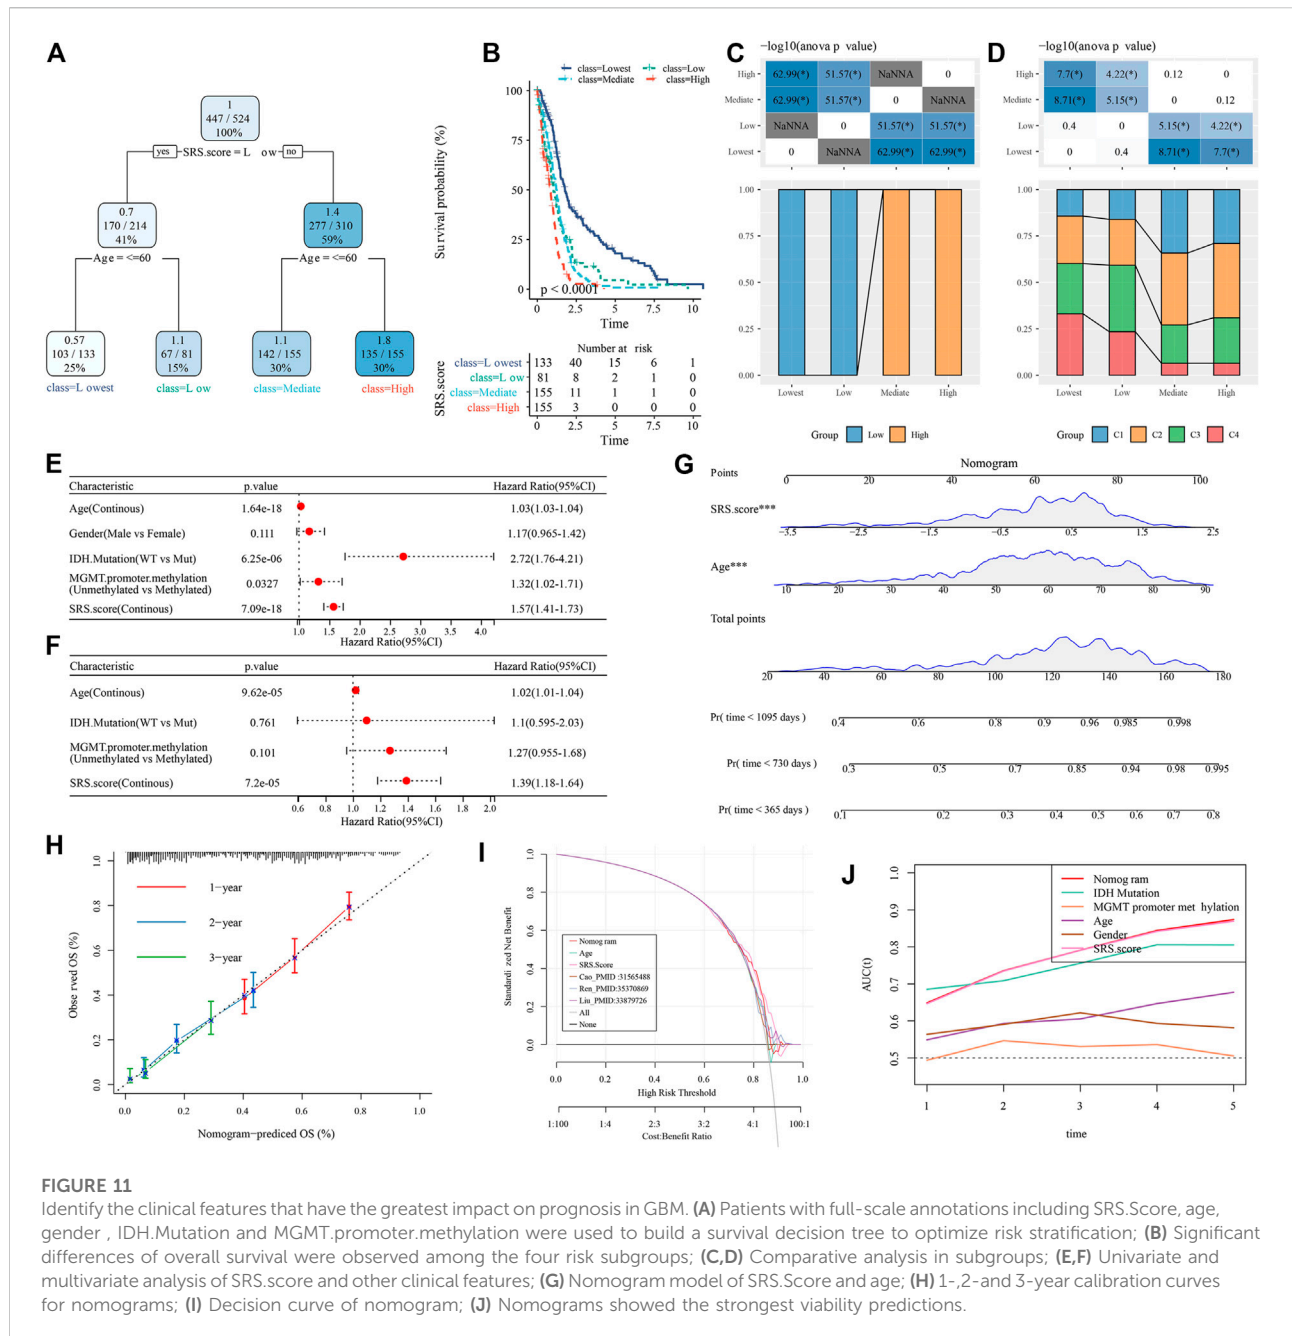 A
1
447 / 524
100%
yes SRS.score = L ow no
0.7
170 / 214
41%
1.4
277 / 310
59%
Age = <=60
Age = <=60
0.57
103 / 133
25%
1.1
67 / 81
15%
1.1
142 / 155
30%
1.8
135 / 155
30%
class=L owest
class=L ow
class=Mediate
class=High
B
class=Lowest class=Low
class=Mediate class=High
Survival probability (%)
100
75
50
25
0
p < 0.0001
0 2.5 5 7.5 10
Time
Number at risk
SRS.score
class=L owest 133 40 15 6 1
class=L ow 81 8 2 1 0
class=Mediate 155 11 1 1 0
class=High 155 3 0 0 0
0 2.5 5 7.5 10
Time
C
−log10(anova p value)
High 62.99(*) 51.57(*) NaNNA 0
Mediate 62.99(*) 51.57(*) 0 NaNNA
Low NaNNA 0 51.57(*) 51.57(*)
Lowest 0 NaNNA 62.99(*) 62.99(*)
1.00
0.75
0.50
0.25
0.00
Lowest Low Mediate High
Group Low High
D
−log10(anova p value)
High 7.7(*) 4.22(*) 0.12 0
Mediate 8.71(*) 5.15(*) 0 0.12
Low 0.4 0 5.15(*) 4.22(*)
Lowest 0 0.4 8.71(*) 7.7(*)
1.00
0.75
0.50
0.25
0.00
Lowest Low Mediate High
Group C1 C2 C3 C4
E
Characteristic p.value Hazard Ratio(95%CI)
Age(Continous) 1.64e-18 1.03(1.03-1.04)
Gender(Male vs Female) 0.111 1.17(0.965-1.42)
IDH.Mutation(WT vs Mut) 6.25e-06 2.72(1.76-4.21)
MGMT.promoter.methylation
(Unmethylated vs Methylated) 0.0327 1.32(1.02-1.71)
SRS.score(Continous) 7.09e-18 1.57(1.41-1.73)
1.0 1.5 2.0 2.5 3.0 3.5 4.0
Hazard Ratio(95%CI)
F
Characteristic p.value Hazard Ratio(95%CI)
Age(Continous) 9.62e-05 1.02(1.01-1.04)
IDH.Mutation(WT vs Mut) 0.761 1.1(0.595-2.03)
MGMT.promoter.methylation
(Unmethylated vs Methylated) 0.101 1.27(0.955-1.68)
SRS.score(Continous) 7.2e-05 1.39(1.18-1.64)
0.6 0.8 1.0 1.2 1.4 1.6 1.8 2.0
Hazard Ratio(95%CI)
G
Nomogram
Points
0 20 40 60 80 100
SRS.score***
-3.5 -2.5 -1.5 -0.5 0.5 1.5 2.5
Age***
10 20 30 40 50 60 70 80 90
Total points
20 40 60 80 100 120 140 160 180
Pr( time < 1095 days )
0.4 0.6 0.8 0.9 0.96 0.985 0.998
Pr( time < 730 days )
0.3 0.5 0.7 0.85 0.94 0.98 0.995
Pr( time < 365 days )
0.1 0.2 0.3 0.4 0.5 0.6 0.7 0.8
H
Obse rved OS (%)
1.0
0.8
0.6
0.4
0.2
0.0
1−year
2−year
3−year
0.0 0.2 0.4 0.6 0.8 1.0
Nomogram−prediced OS (%)
I
Standardi zed Net Benefit
1.0
0.8
0.6
0.4
0.2
0.0
Nomog ram
Age
SRS.Score
Cao_PMID :31565488
Ren_PMID:35370869
Liu_PMID:33879726
All
None
0.0 0.2 0.4 0.6 0.8 1.0
High Risk Threshold
1:100 1:4 2:3 3:2 4:1 100:1
Cost:Benefit Ratio
J
AUC(t)
1.0
0.9
0.8
0.7
0.6
0.5
Nomog ram
IDH Mutation
MGMT promoter met hylation
Age
Gender
SRS.score
1 2 3 4 5
time
FIGURE 11
Identify the clinical features that have the greatest impact on prognosis in GBM. (A) Patients with full-scale annotations including SRS.Score, age,
gender , IDH.Mutation and MGMT.promoter.methylation were used to build a survival decision tree to optimize risk stratification; (B) Significant
differences of overall survival were observed among the four risk subgroups; (C,D) Comparative analysis in subgroups; (E,F) Univariate and
multivariate analysis of SRS.score and other clinical features; (G) Nomogram model of SRS.Score and age; (H) 1-,2-and 3-year calibration curves
for nomograms; (I) Decision curve of nomogram; (J) Nomograms showed the strongest viability predictions.